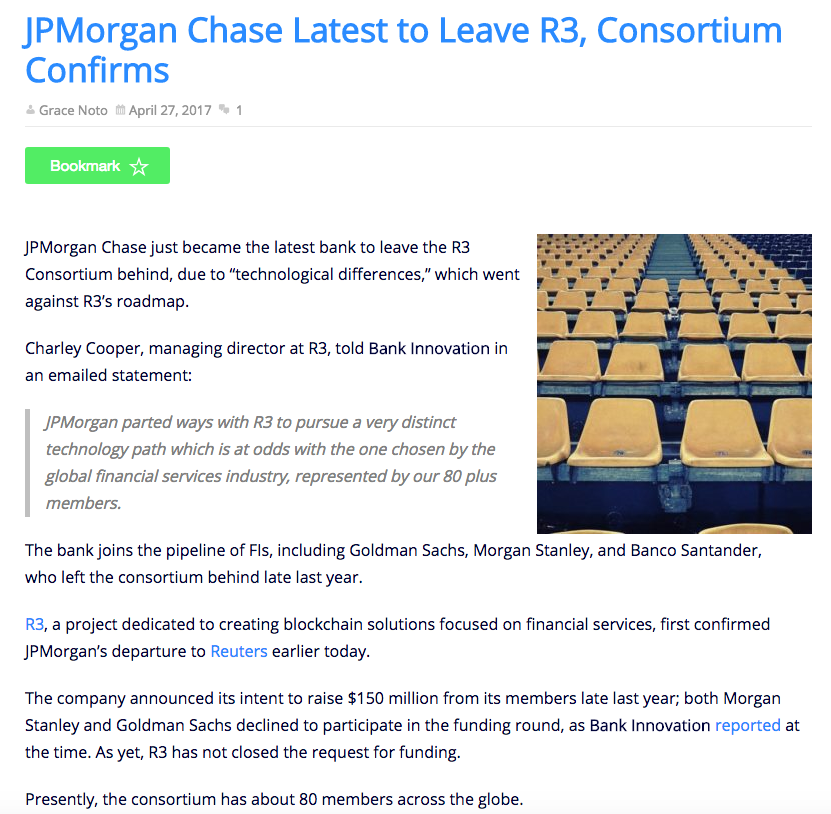 JPMorgan Chase Latest to Leave R3, Consortium
Confirms
Grace Noto April 27, 2017 1
Bookmark
JPMorgan Chase just became the latest bank to leave the R3
Consortium behind, due to “technological differences,” which went
against R3’s roadmap.
Charley Cooper, managing director at R3, told Bank Innovation in
an emailed statement:
JPMorgan parted ways with R3 to pursue a very distinct
technology path which is at odds with the one chosen by the
global financial services industry, represented by our 80 plus
members.
The bank joins the pipeline of FIs, including Goldman Sachs, Morgan Stanley, and Banco Santander,
who left the consortium behind late last year.
R3, a project dedicated to creating blockchain solutions focused on financial services, first confirmed
JPMorgan’s departure to Reuters earlier today.
The company announced its intent to raise $150 million from its members late last year; both Morgan
Stanley and Goldman Sachs declined to participate in the funding round, as Bank Innovation reported at
the time. As yet, R3 has not closed the request for funding.
Presently, the consortium has about 80 members across the globe.